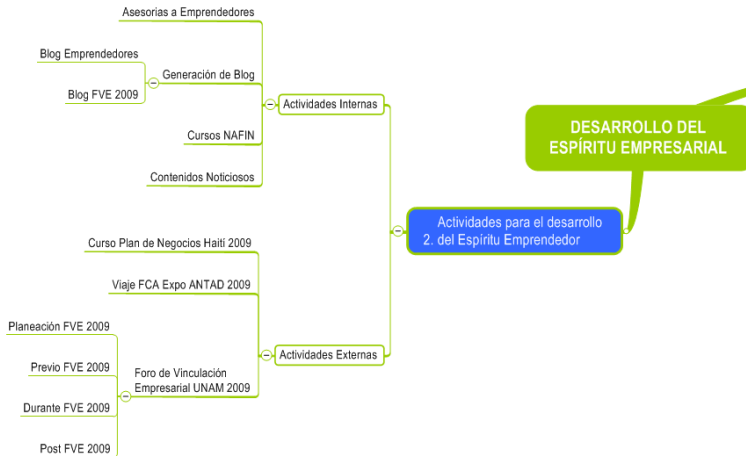 DESARROLLO DEL
ESPÍRITU EMPRESARIAL
Actividades para el desarrollo
2. del Espíritu Emprendedor
Actividades Internas
Asesorias a Emprendedores
Generación de Blog
Blog Emprendedores
Blog FVE 2009
Cursos NAFIN
Contenidos Noticiosos
Actividades Externas
Curso Plan de Negocios Haití 2009
Viaje FCA Expo ANTAD 2009
Foro de Vinculación
Empresarial UNAM 2009
Planeación FVE 2009
Previo FVE 2009
Durante FVE 2009
Post FVE 2009